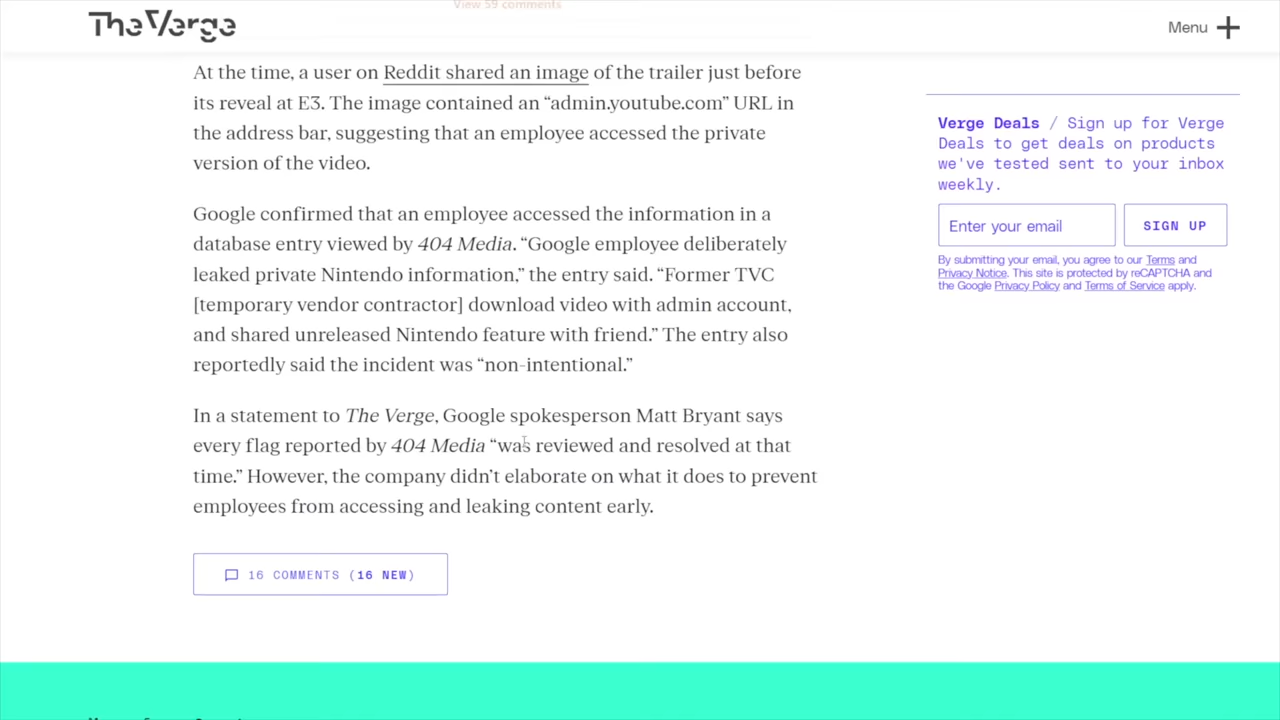 View 59 comments
The Verge
Menu
At the time, a user on Reddit shared an image of the trailer just before
its reveal at E3. The image contained an “admin.youtube.com” URL in
the address bar, suggesting that an employee accessed the private
version of the video.
Google confirmed that an employee accessed the information in a
database entry viewed by 404 Media. “Google employee deliberately
leaked private Nintendo information,” the entry said. “Former TVC
[temporary vendor contractor] download video with admin account,
and shared unreleased Nintendo feature with friend.” The entry also
reportedly said the incident was “non-intentional.”
In a statement to The Verge, Google spokesperson Matt Bryant says
every flag reported by 404 Media “was reviewed and resolved at that
time.” However, the company didn’t elaborate on what it does to prevent
employees from accessing and leaking content early.
16 COMMENTS (16 NEW)
Verge Deals / Sign up for Verge
Deals to get deals on products
we've tested sent to your inbox
weekly.
Enter your email
SIGN UP
By submitting your email, you agree to our Terms and
Privacy Notice. This site is protected by reCAPTCHA and
the Google Privacy Policy and Terms of Service apply.